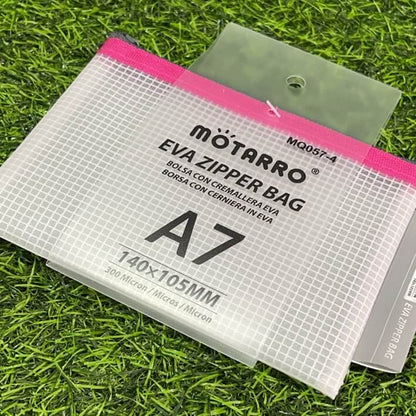 MQ057-4
MÖTARRO®
EVA ZIPPER BAG
BOLSA CON CREMALLERA EVA
BORSA CON CERNIERA IN EVA
A7
140×105MM
300 Micron / Micras / Micron
EVA ZIPPER BAG